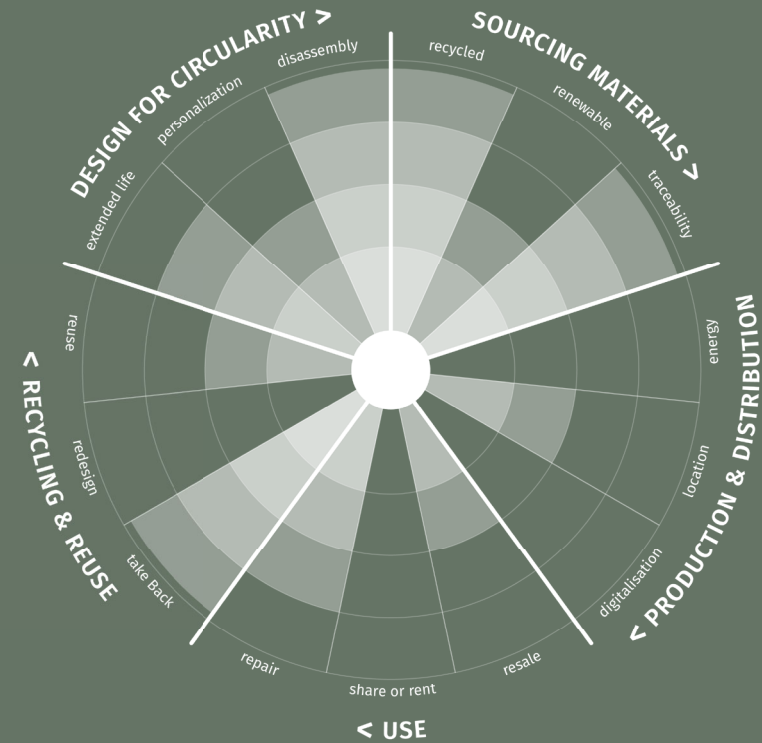 DESIGN FOR CIRCULARITY >
extended life
personalization
disassembly
SOURCING MATERIALS >
recycled
renewable
traceability
< PRODUCTION & DISTRIBUTION
energy
location
digitalisation
< USE
resale
share or rent
repair
< RECYCLING & REUSE
take Back
redesign
reuse